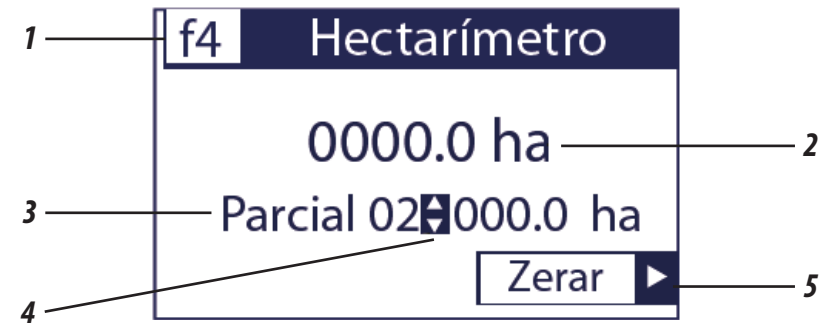 1 f4 Hectarímetro
0000.0 ha 2
3 Parcial 02 000.0 ha
Zerar 5
4